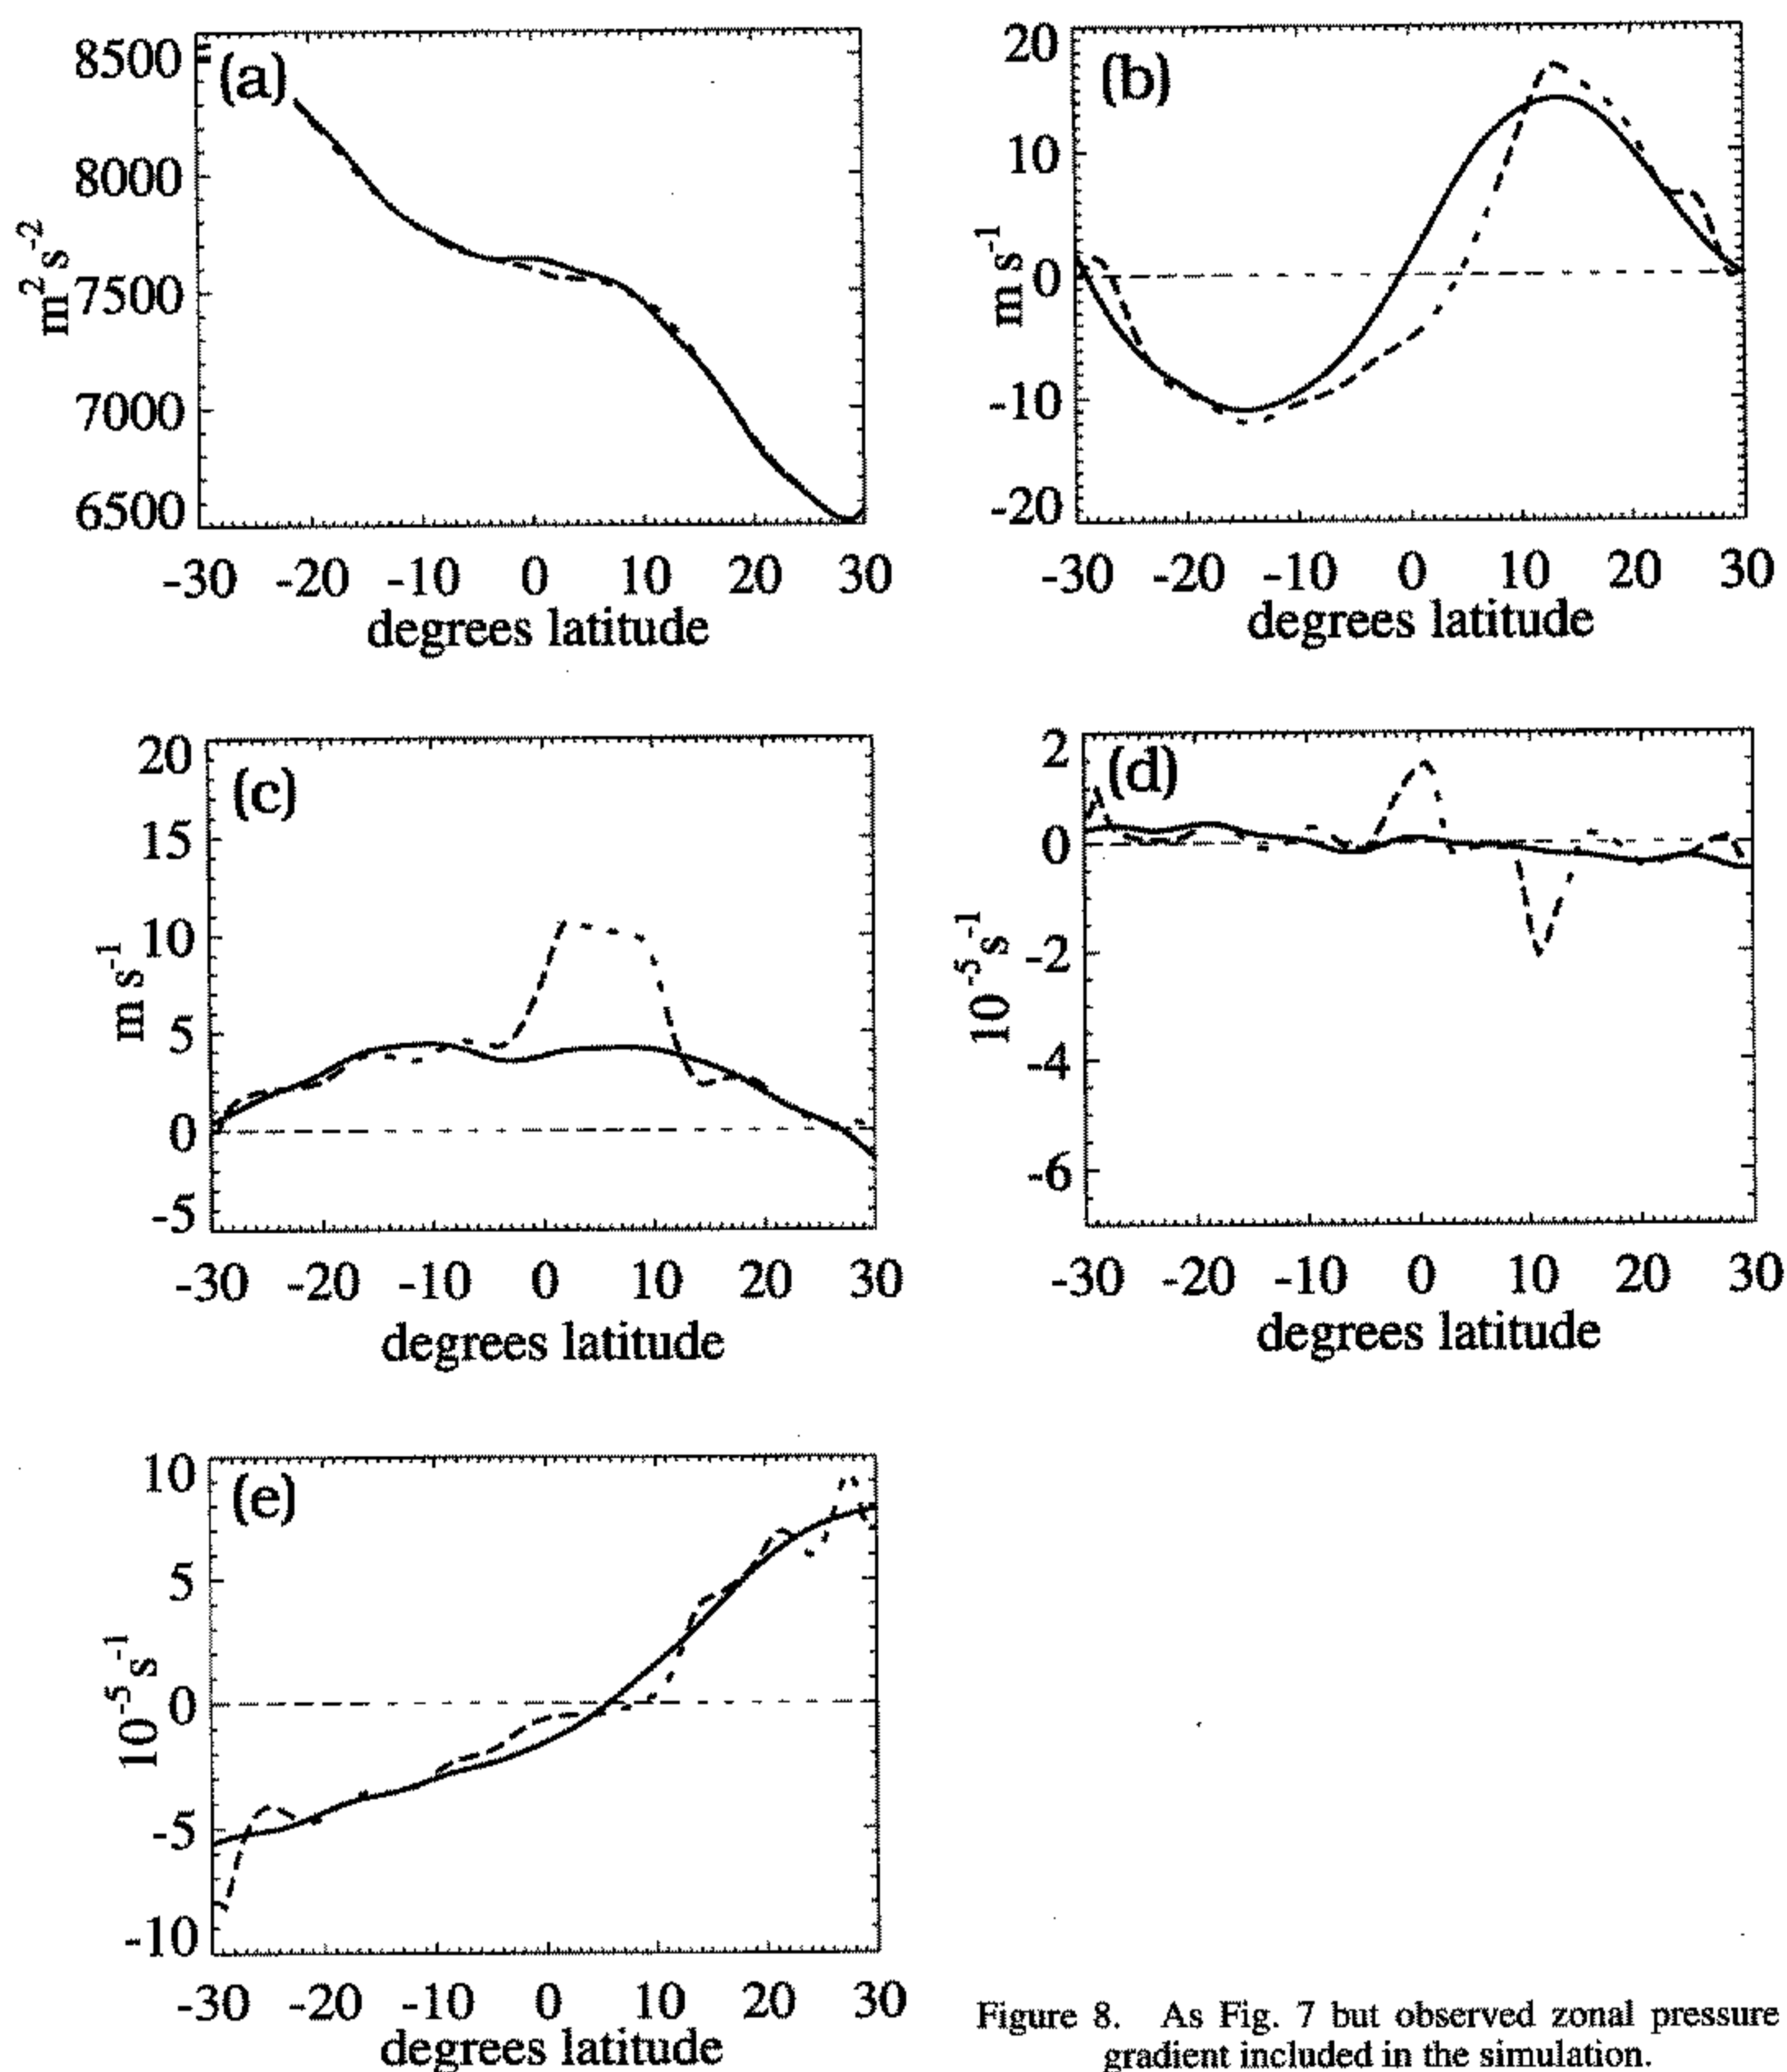 (a)
8500
8000
7500
7000
6500
m2s-2
-30 -20 -10 0 10 20 30
degrees latitude
(b)
20
10
0
-10
-20
m s-1
-30 -20 -10 0 10 20 30
degrees latitude
(c)
20
15
10
5
0
-5
m s-1
-30 -20 -10 0 10 20 30
degrees latitude
(d)
2
0
-2
-4
-6
10-5s-1
-30 -20 -10 0 10 20 30
degrees latitude
(e)
10
5
0
-5
-10
10-5s-1
-30 -20 -10 0 10 20 30
degrees latitude
Figure 8. As Fig. 7 but observed zonal pressure
gradient included in the simulation.